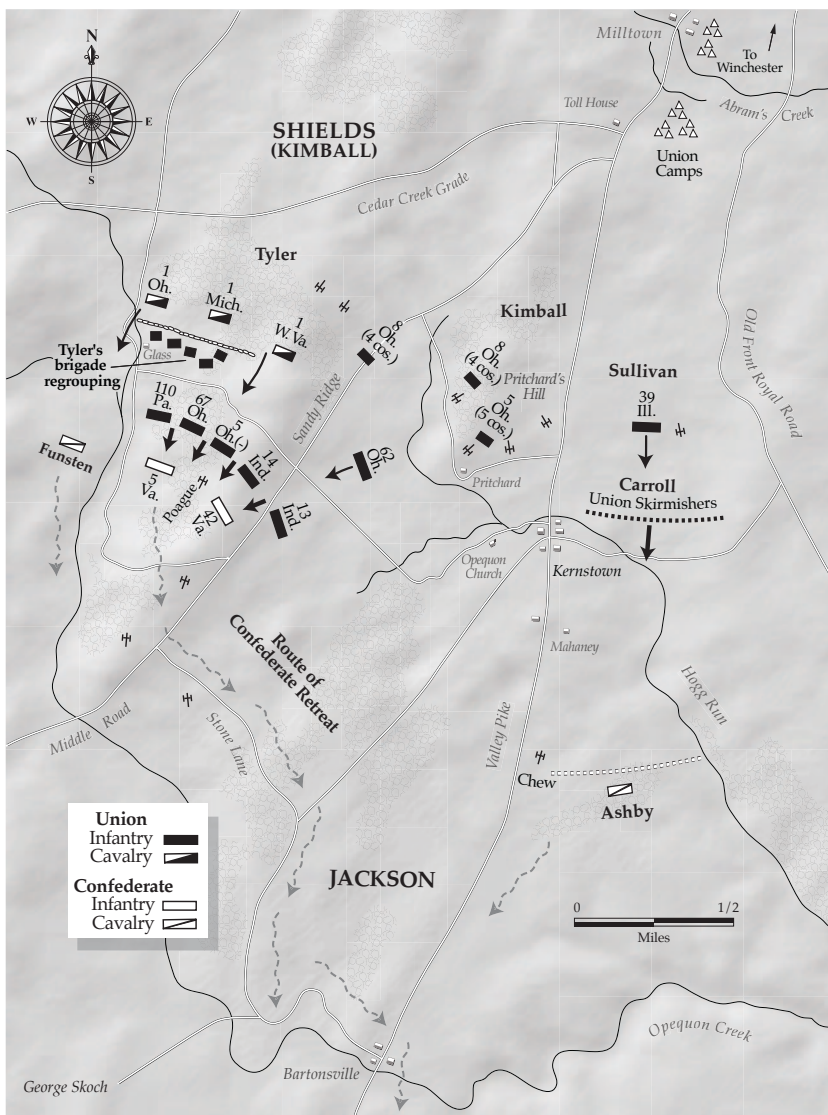 Milltown
To
Winchester
N
W
E
S
Toll House
Abram's
Creek
SHIELDS
(KIMBALL)
Union
Camps
Cedar Creek Grade
Tyler
1
Oh.
1
Mich.
1
W. Va.
8
Oh.
(4 cos.)
Kimball
8
Oh.
(4 cos.)
Pritchard's
Hill
5
Oh.
(5 cos.)
Old Front Royal Road
Sullivan
39
Ill.
Glass
Tyler's
brigade
regrouping
Sandy Ridge
110
Pa.
67
Oh.
5
Oh.(-)
14
Ind.
62
Oh.
13
Ind.
Funsten
5
Va.
Poague
42
Va.
Pritchard
Carroll
Union Skirmishers
Opequon
Church
Kernstown
Mahaney
Route of
Confederate Retreat
Hogg Run
Middle Road
Stone Lane
Valley Pike
Chew
Ashby
Union
Infantry
Cavalry
Confederate
Infantry
Cavalry
JACKSON
0
1/2
Miles
Opequon Creek
Bartonsville
George Skoch